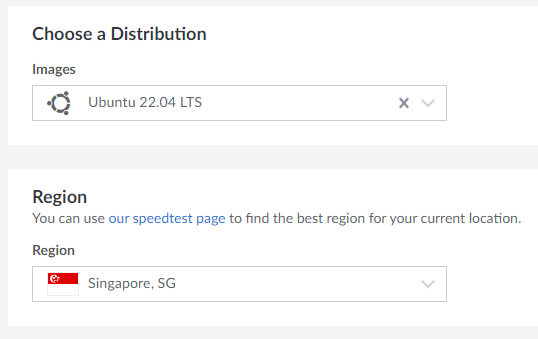 Choose a Distribution
Images
Ubuntu 22.04 LTS
Region
You can use our speedtest page to find the best region for your current location.
Region
Singapore, SG